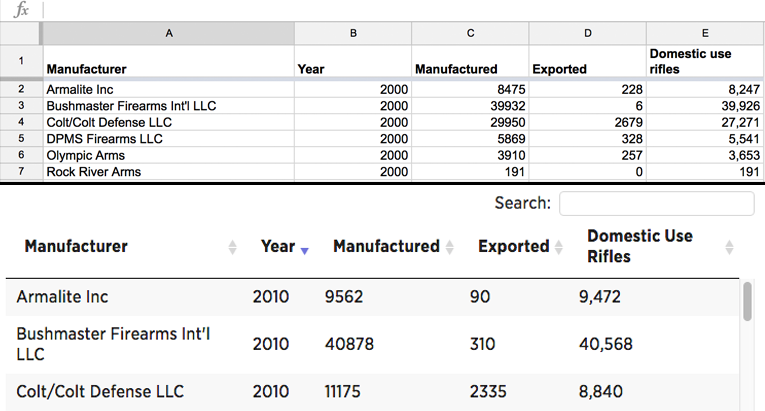 fx
A B C D E
1 Manufacturer Year Manufactured Exported Domestic use rifles
2 Armalite Inc 2000 8475 228 8,247
3 Bushmaster Firearms Int'l LLC 2000 39932 6 39,926
4 Colt/Colt Defense LLC 2000 29950 2679 27,271
5 DPMS Firearms LLC 2000 5869 328 5,541
6 Olympic Arms 2000 3910 257 3,653
7 Rock River Arms 2000 191 0 191
Search:
Manufacturer Year Manufactured Exported Domestic Use Rifles
Armalite Inc 2010 9562 90 9,472
Bushmaster Firearms Int'l LLC 2010 40878 310 40,568
Colt/Colt Defense LLC 2010 11175 2335 8,840